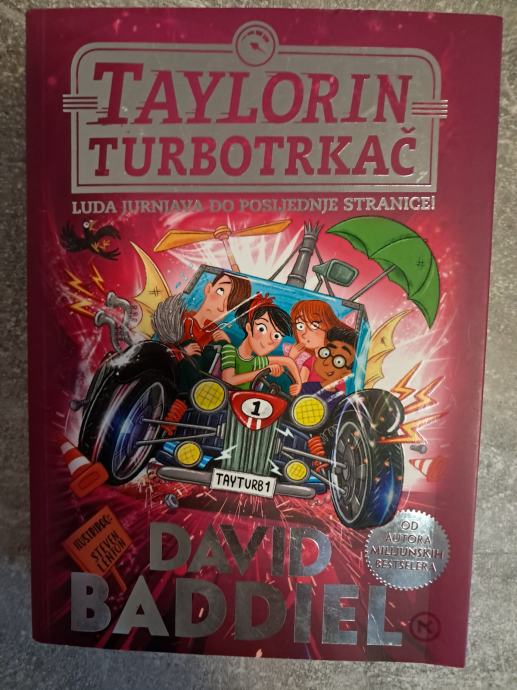 TAYLORIN
TURBOTRKAČ
LUDA JURNJAVA DO POSLJEDNJE STRANICE!
1
TAYTURB1
ILUSTRIRAO:
STEVEN
LENTON
DAVID
BADDIEL
OD
AUTORA
MILIJUNSKIH
BESTSELERA